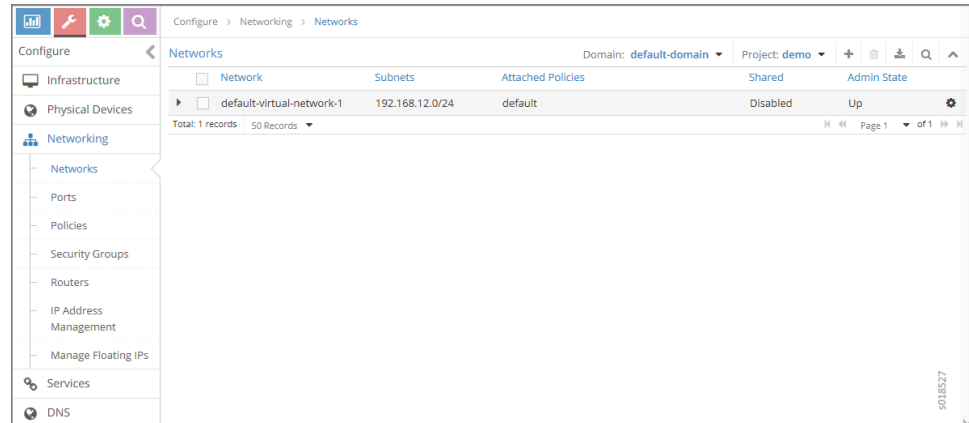 Configure > Networking > Networks
Configure
Infrastructure
Physical Devices
Networking
Networks
Ports
Policies
Security Groups
Routers
IP Address
Management
Manage Floating IPs
Services
DNS
Networks Domain: default-domain Project: demo
Network Subnets Attached Policies Shared Admin State
default-virtual-network-1 192.168.12.0/24 default Disabled Up
Total: 1 records 50 Records Page 1 of 1
s018527